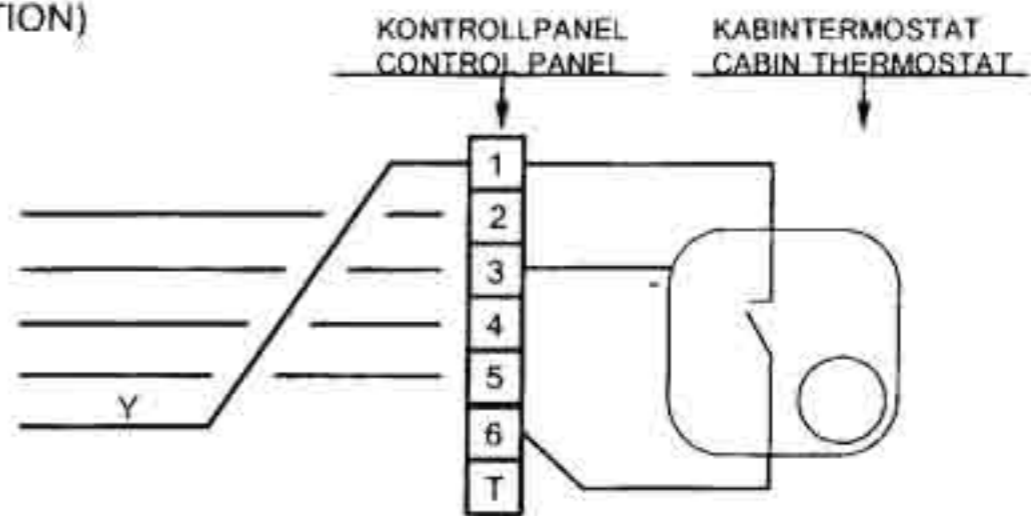 TION)
KONTROLLPANEL
CONTROL PANEL
KABINTERMOSTAT
CABIN THERMOSTAT
1
2
3
-
4
5
Y
6
T